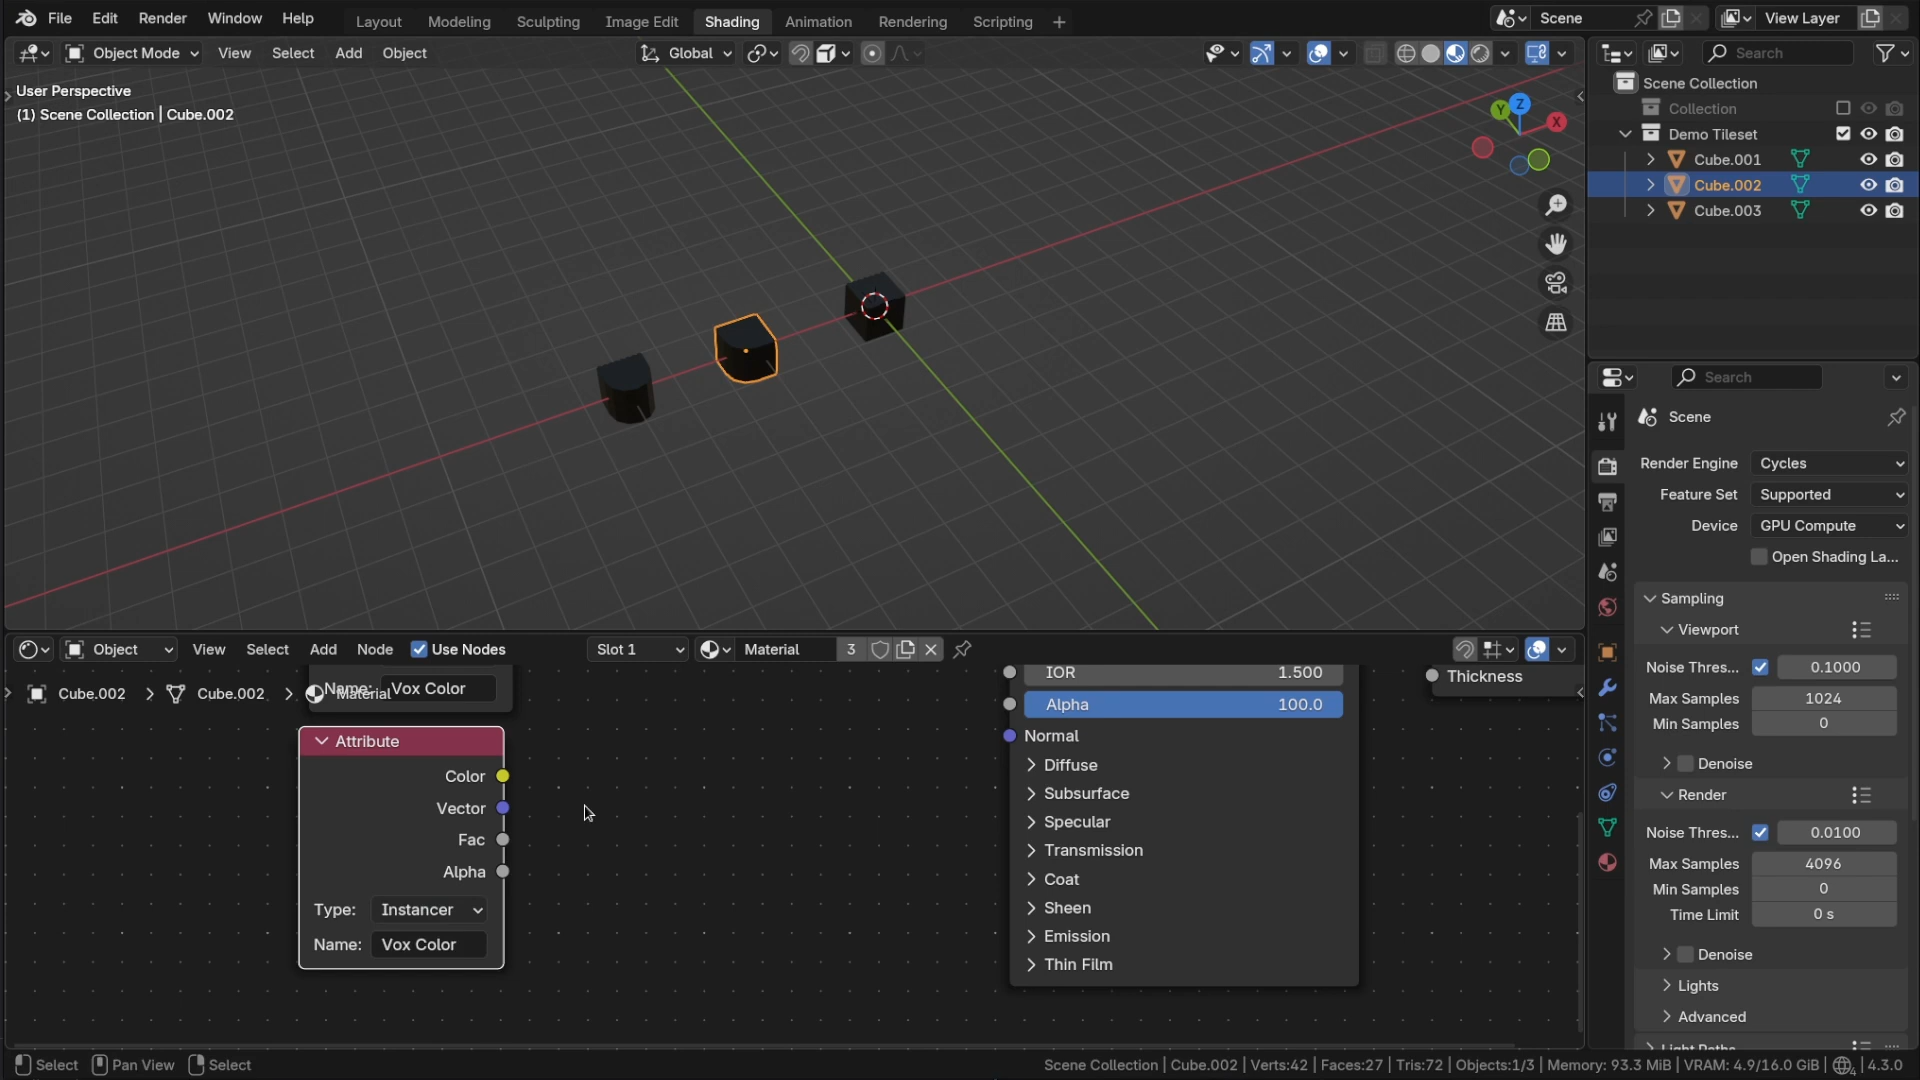 File Edit Render Window Help Layout Modeling Sculpting Image Edit Shading Animation Rendering Scripting + Scene View Layer
Object Mode View Select Add Object Global Search
User Perspective
(1) Scene Collection | Cube.002
Y Z X
Scene Collection
Collection
Demo Tileset
Cube.001
Cube.002
Cube.003
Search
Scene
Render Engine Cycles
Feature Set Supported
Device GPU Compute
Open Shading La...
Sampling
Viewport
Noise Thres... 0.1000
Max Samples 1024
Min Samples 0
Denoise
Render
Noise Thres... 0.0100
Max Samples 4096
Min Samples 0
Time Limit 0 s
Denoise
Lights
Advanced
Light Paths
Object View Select Add Node Use Nodes Slot 1 Material 3
Cube.002 Cube.002 Material
Name: Vox Color
Attribute
Color
Vector
Fac
Alpha
Type: Instancer
Name: Vox Color
IOR 1.500
Alpha 100.0
Normal
Diffuse
Subsurface
Specular
Transmission
Coat
Sheen
Emission
Thin Film
Thickness
Select Pan View Select Scene Collection | Cube.002 | Verts:42 | Faces:27 | Tris:72 | Objects:1/3 | Memory: 93.3 MiB | VRAM: 4.9/16.0 GiB | 4 | 4.3.0